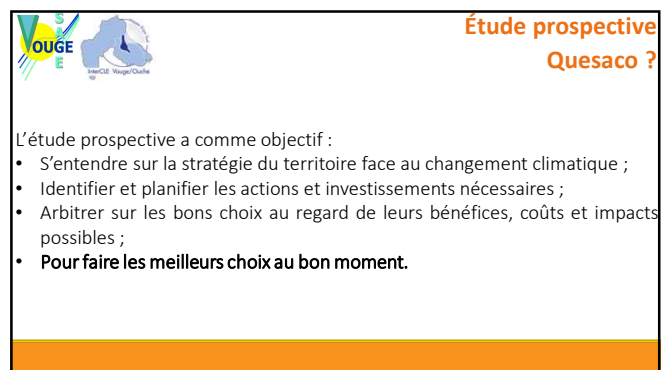 SAGE
VOUGE
InterCLE Vouge/Ouche
Étude prospective
Quesaco ?
L'étude prospective a comme objectif :
• S'entendre sur la stratégie du territoire face au changement climatique ;
• Identifier et planifier les actions et investissements nécessaires ;
• Arbitrer sur les bons choix au regard de leurs bénéfices, coûts et impacts
possibles ;
• Pour faire les meilleurs choix au bon moment.